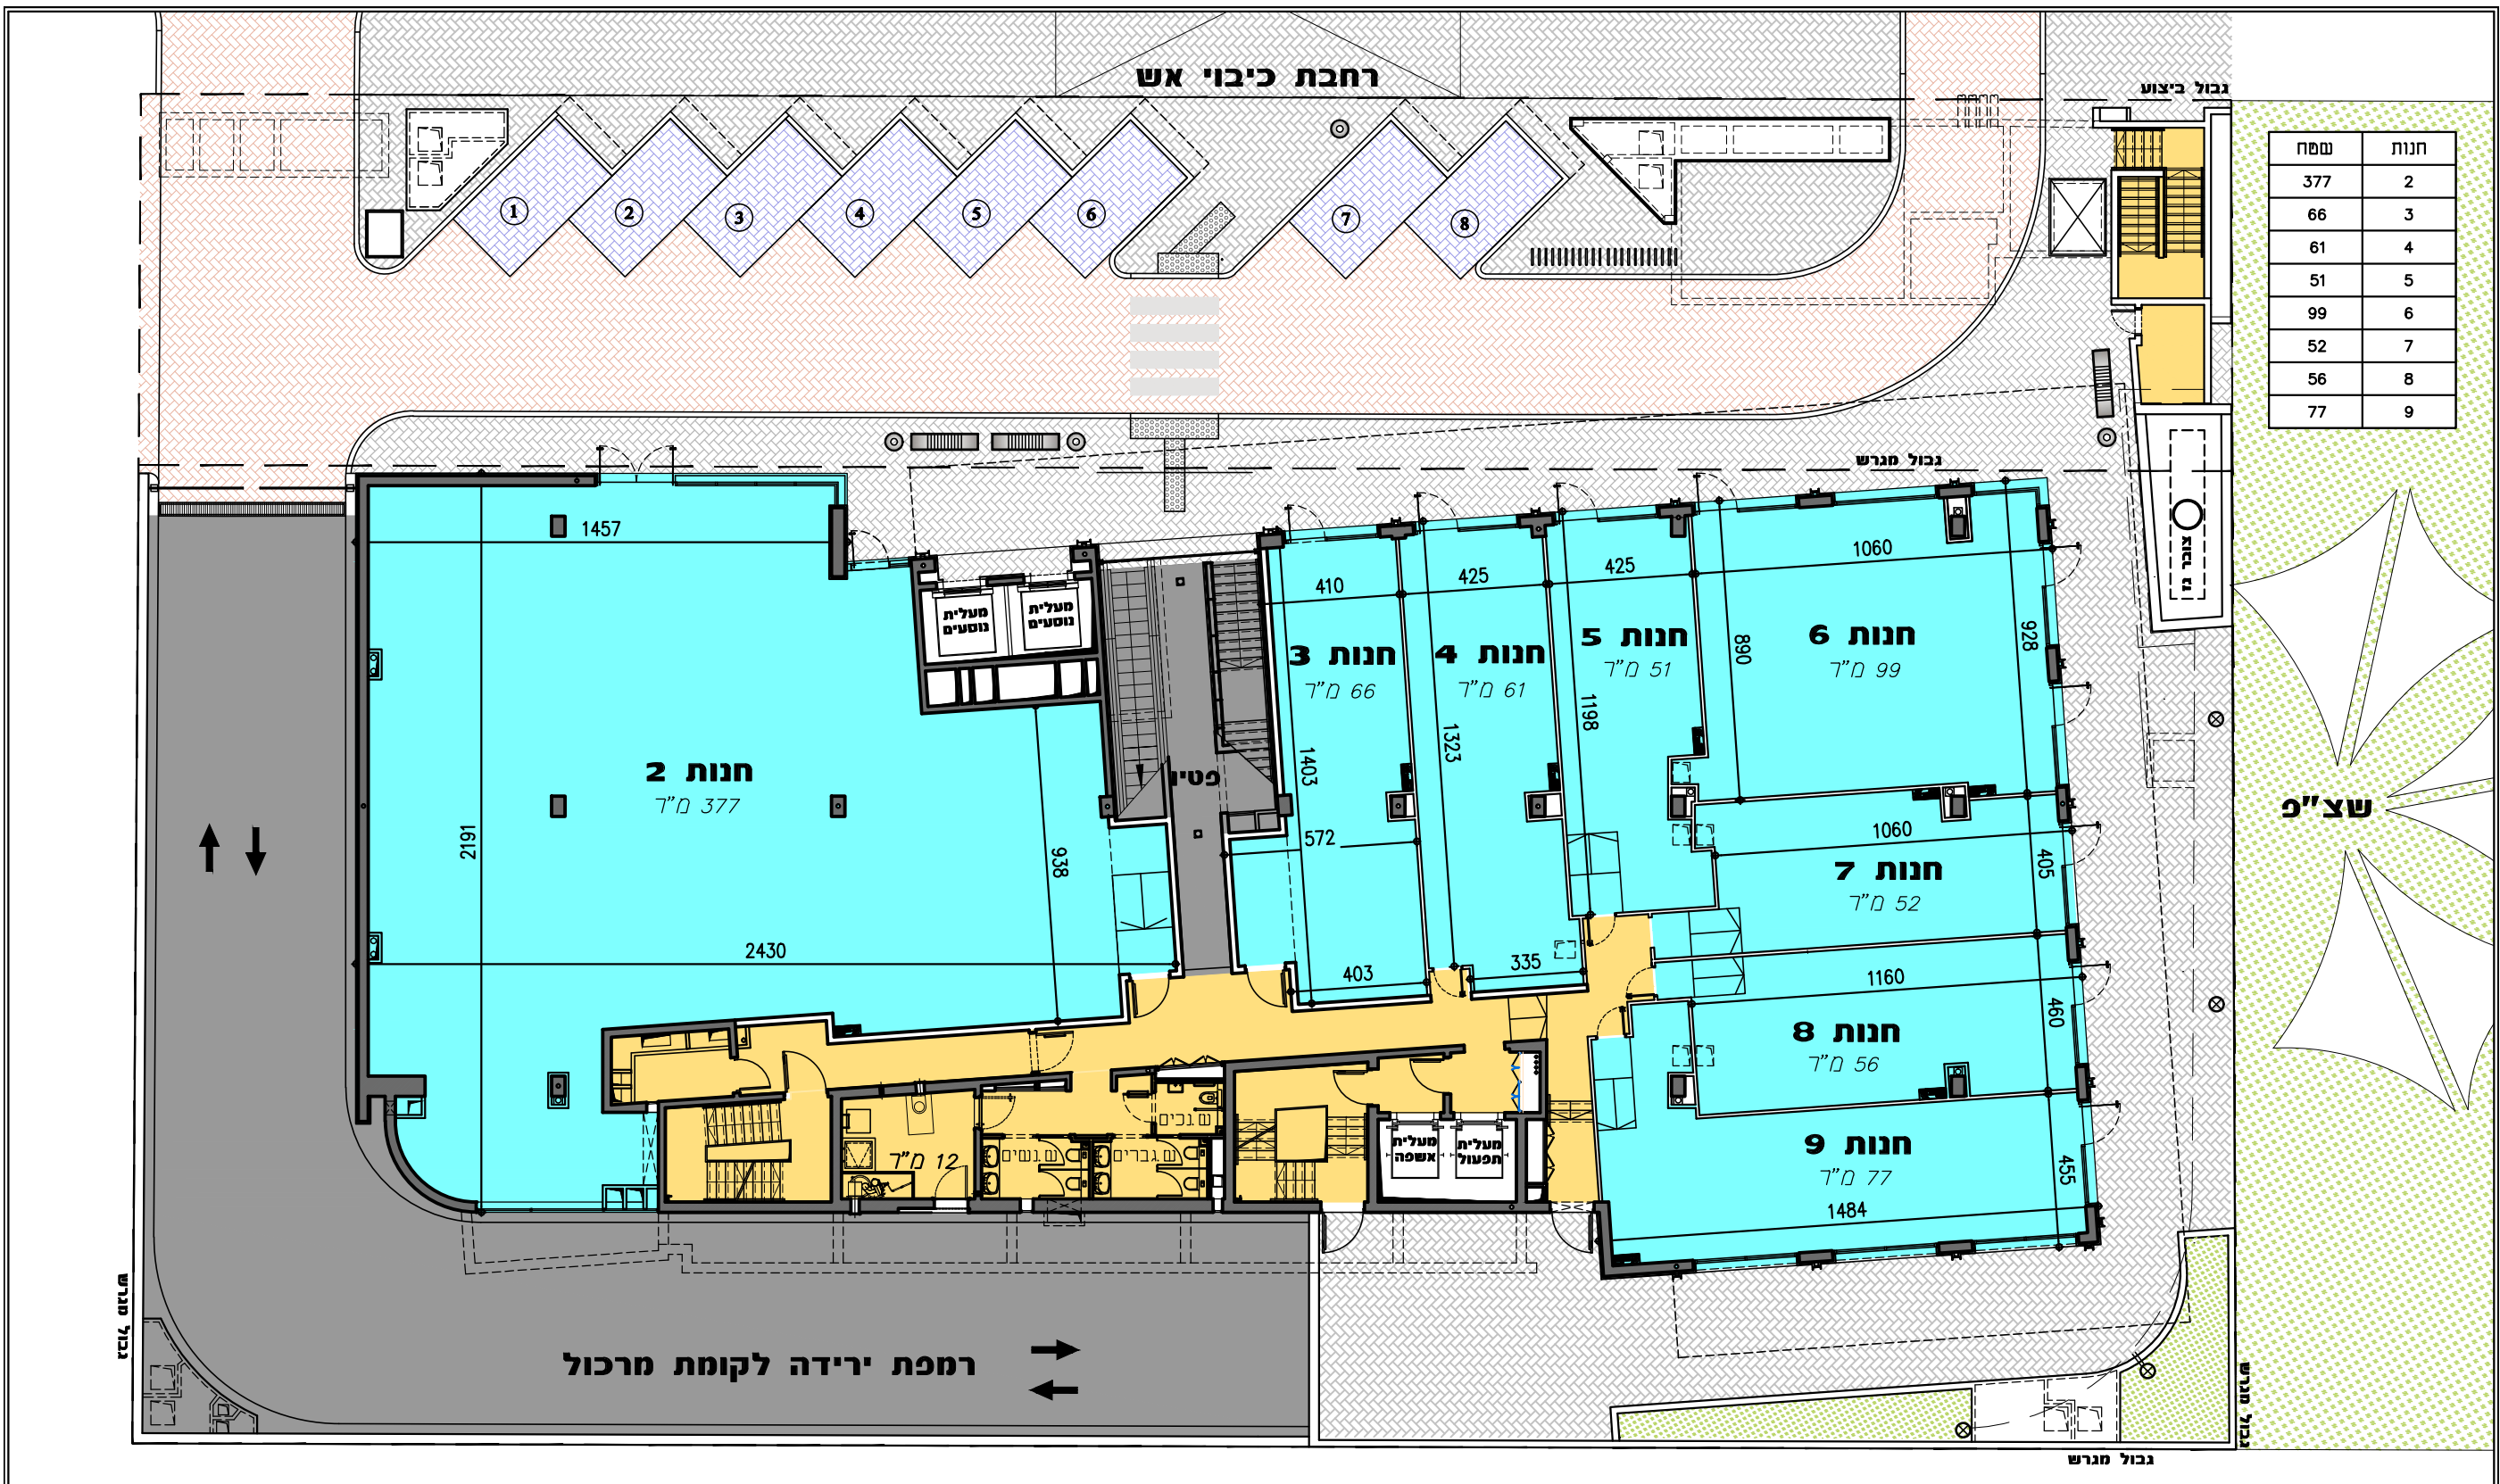 רחבת כיבוי אש
גבול ביצוע
חנות שטח
2 377
3 66
4 61
5 51
6 99
7 52
8 56
9 77
1
2
3
4
5
6
7
8
גבול מגרש
צובר גז
1457
מעלית נוסעים
מעלית נוסעים
410
425
425
1060
חנות 3
66 מ"ר
חנות 4
61 מ"ר
חנות 5
51 מ"ר
חנות 6
99 מ"ר
890
928
1403
1323
1198
חנות 2
377 מ"ר
פטיו
2191
938
572
1060
405
חנות 7
52 מ"ר
שצ"פ
2430
403
335
1160
460
חנות 8
56 מ"ר
חנות 9
77 מ"ר
455
1484
12 מ"ר
ש.נשים
ש.גברים
ש.נכים
מעלית אשפה
מעלית תפעול
רמפת ירידה לקומת מרכול
גבול מגרש
גבול מגרש
גבול מגרש